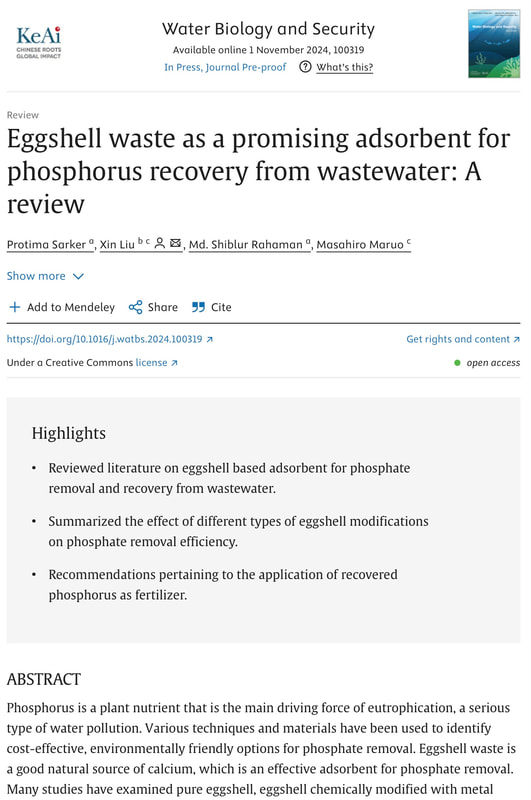 KeAi
CHINESE ROOTS
GLOBAL IMPACT
Water Biology and Security
Available online 1 November 2024, 100319
In Press, Journal Pre-proof What's this?
Review
Eggshell waste as a promising adsorbent for
phosphorus recovery from wastewater: A
review
Protima Sarker a, Xin Liu b c, Md. Shiblur Rahaman a, Masahiro Maruo c
Show more
Add to Mendeley Share Cite
https://doi.org/10.1016/j.watbs.2024.100319 Get rights and content
Under a Creative Commons license open access
Highlights
• Reviewed literature on eggshell based adsorbent for phosphate
removal and recovery from wastewater.
• Summarized the effect of different types of eggshell modifications
on phosphate removal efficiency.
• Recommendations pertaining to the application of recovered
phosphorus as fertilizer.
ABSTRACT
Phosphorus is a plant nutrient that is the main driving force of eutrophication, a serious
type of water pollution. Various techniques and materials have been used to identify
cost-effective, environmentally friendly options for phosphate removal. Eggshell waste is
a good natural source of calcium, which is an effective adsorbent for phosphate removal.
Many studies have examined pure eggshell, eggshell chemically modified with metal